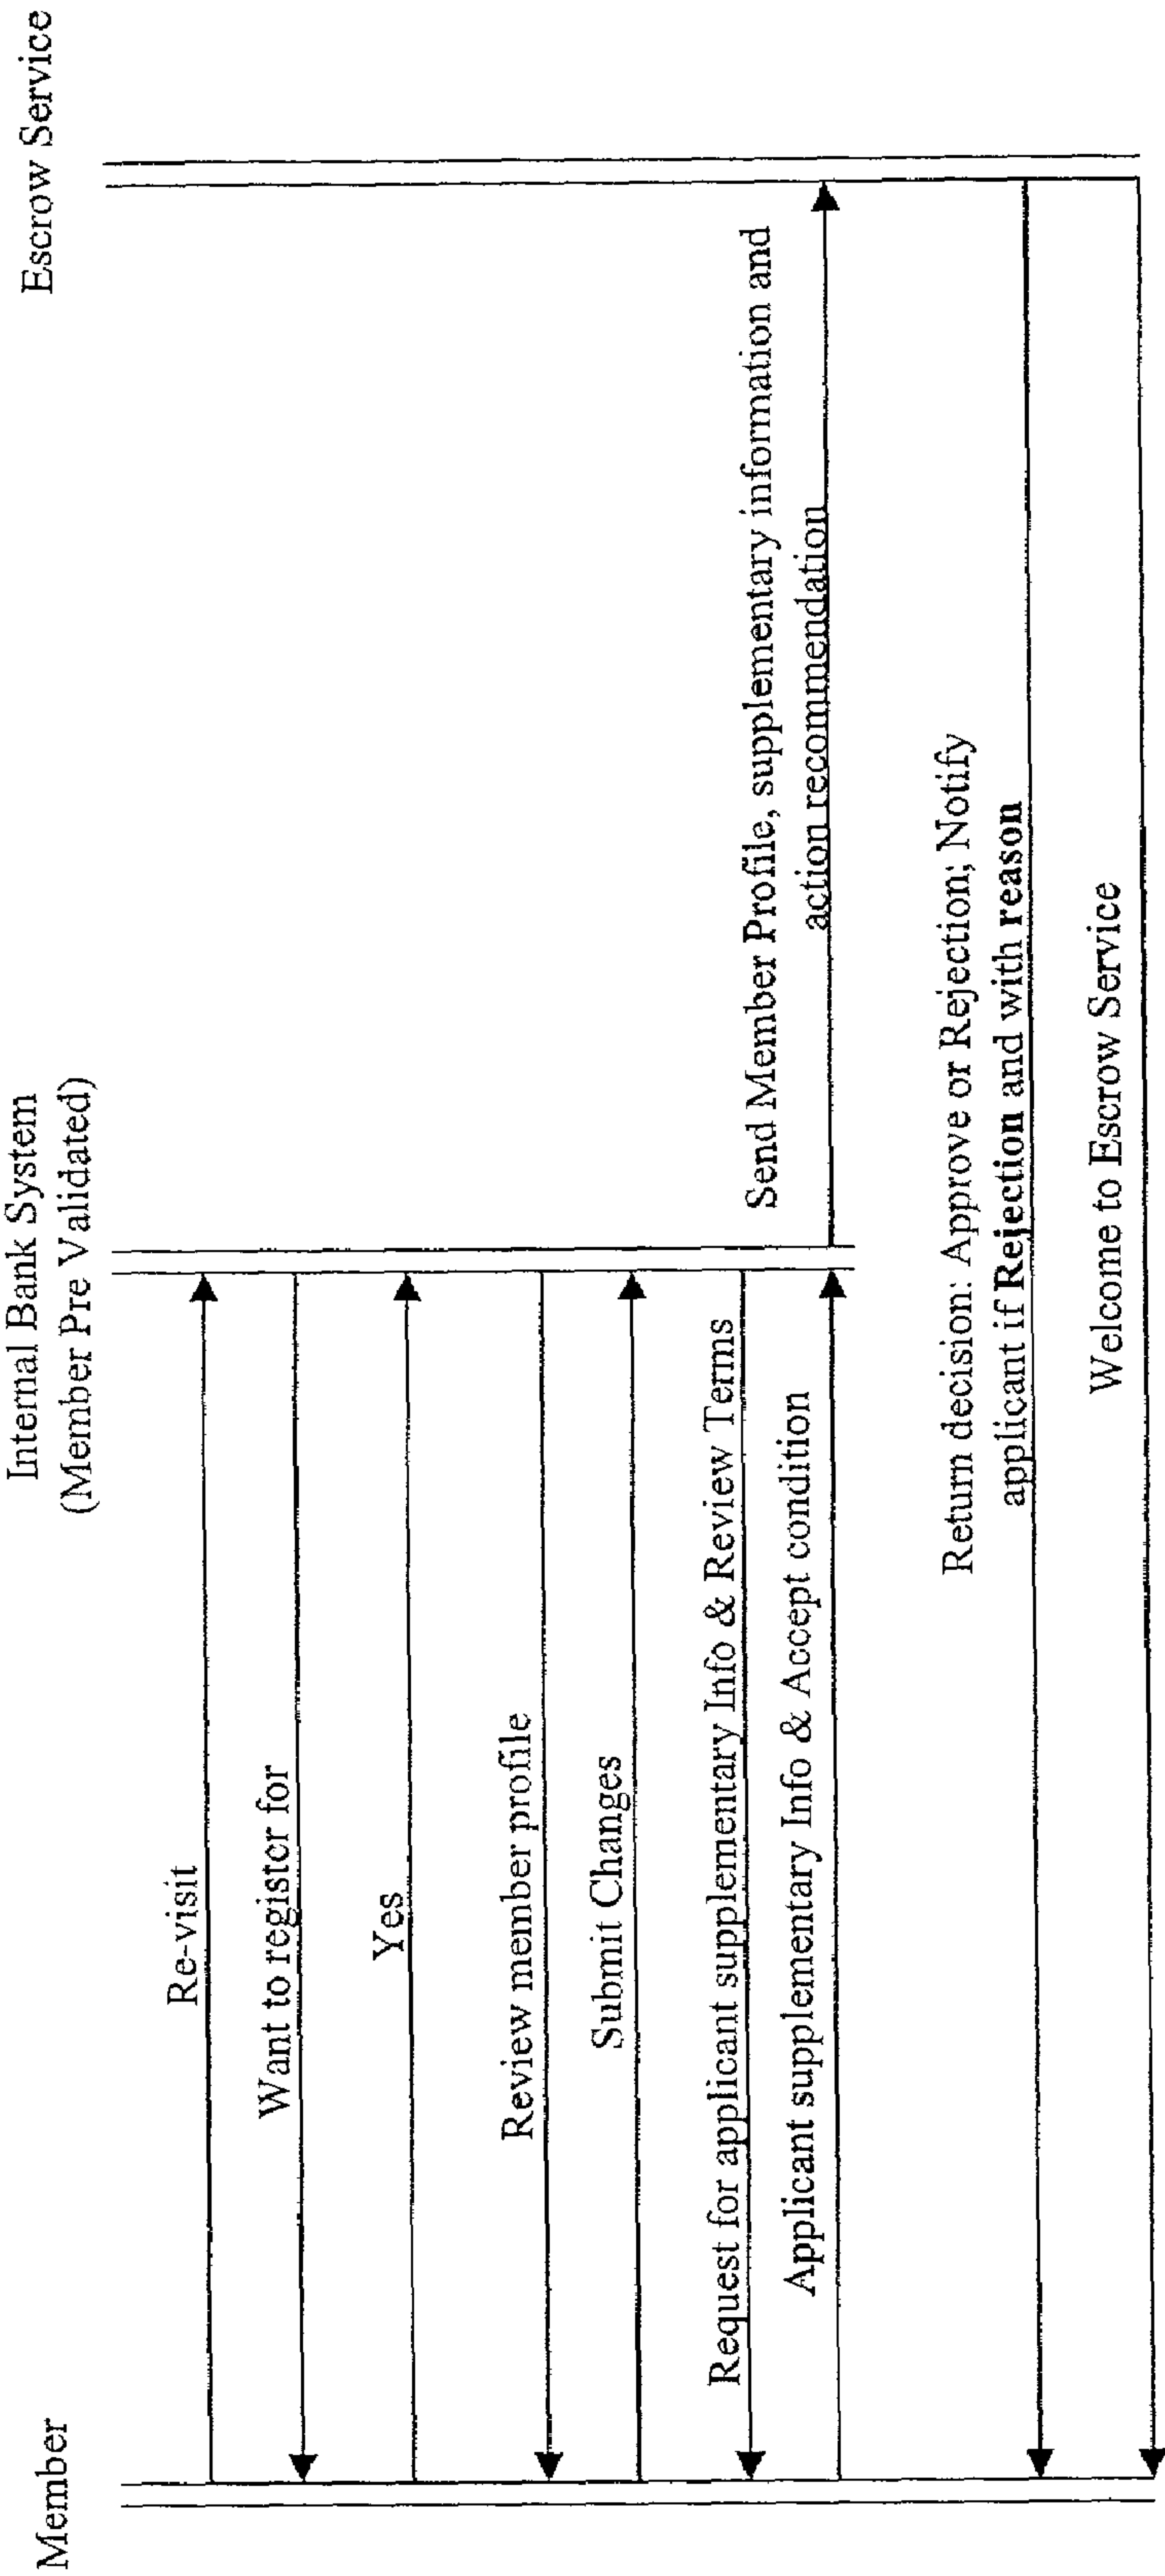 Member
Internal Bank System
(Member Pre Validated)
Escrow Service
Re-visit
Want to register for
Yes
Review member profile
Submit Changes
Request for applicant supplementary Info & Review Terms
Applicant supplementary Info & Accept condition
Send Member Profile, supplementary information and
action recommendation
Return decision: Approve or Rejection; Notify
applicant if Rejection and with reason
Welcome to Escrow Service